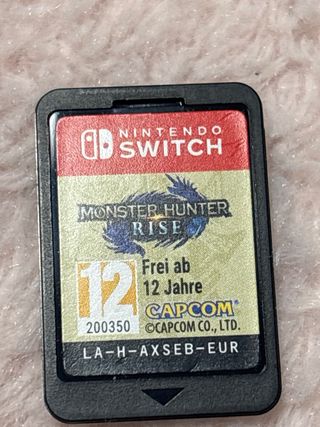 NINTENDO
SWITCH
MONSTER HUNTER
RISE
12
200350
Frei ab
12 Jahre
CAPCOM
©CAPCOM CO., LTD.
LA-H-AXSEB-EUR